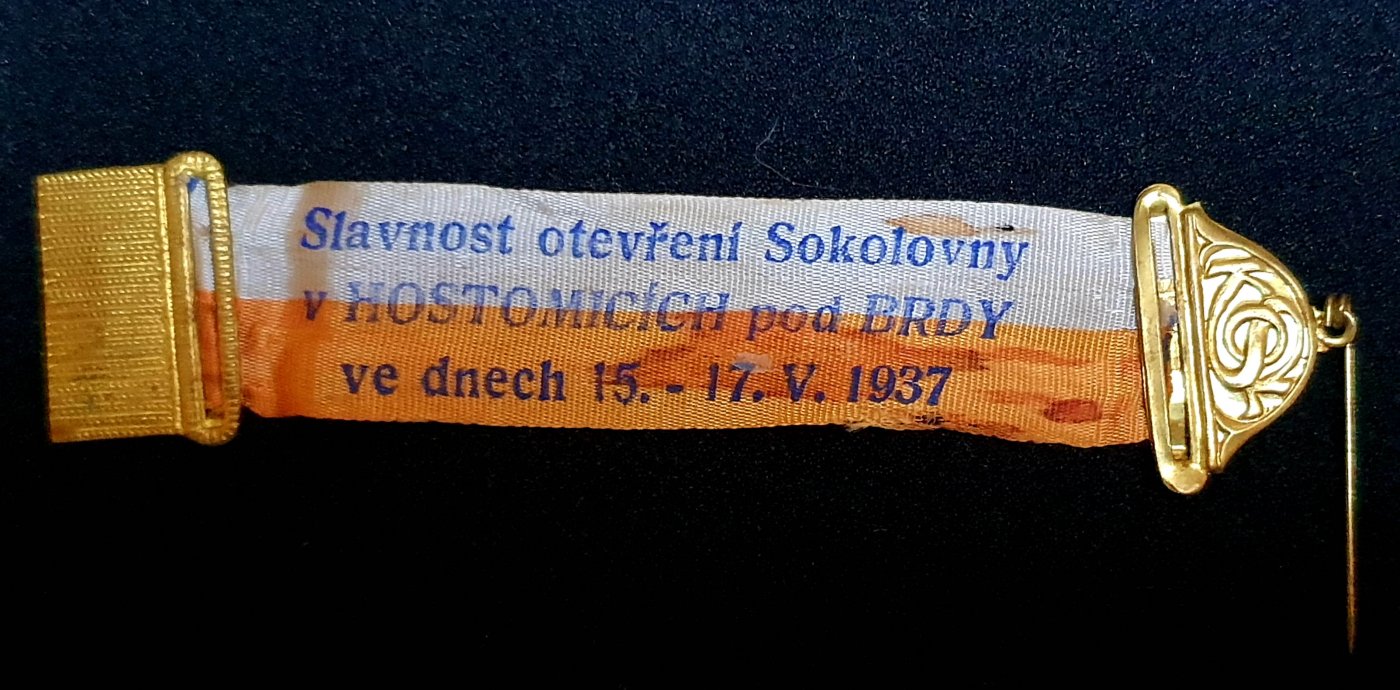 Slavnost otevření Sokolovny
v HOSTOMICÍCH pod BRDY
ve dnech 15. - 17. V. 1937